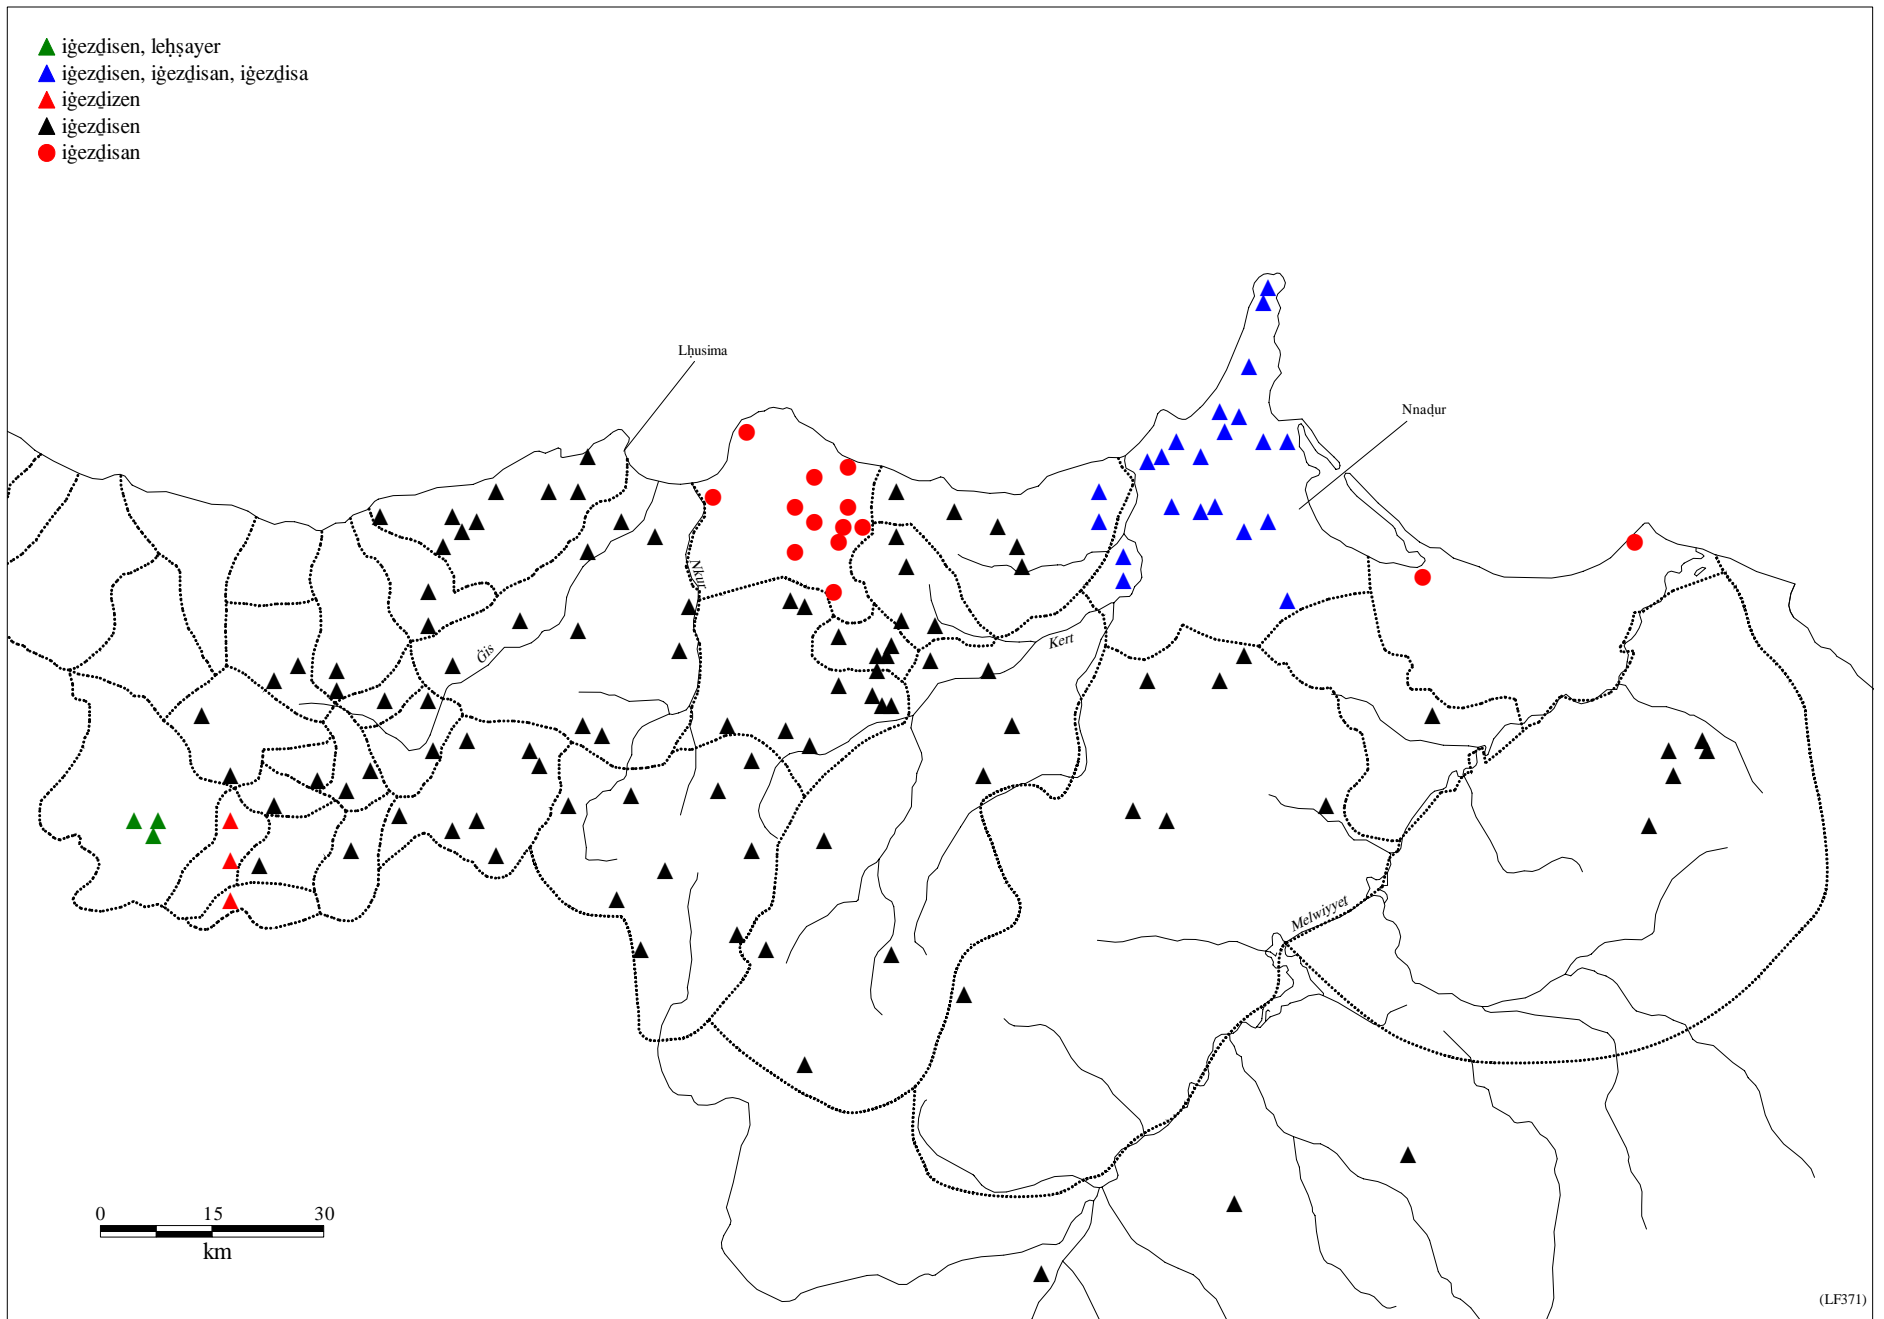 iġezḏisen, leḥṣayer
iġezḏisen, iġezḏisan, iġezḏisa
iġezḏizen
iġezḏisen
iġezḏisan
Lḥusima
Nnaḍur
Nkur
Ġis
Kert
Melwiyyet
0 15 30
km
(LF371)